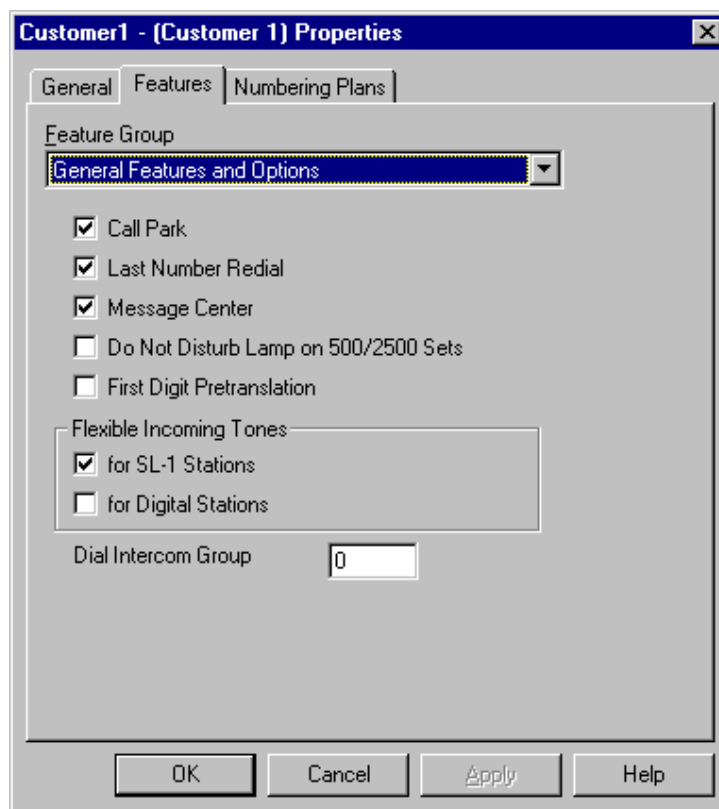 Customer1 - (Customer 1) Properties
General Features Numbering Plans
Feature Group
General Features and Options
Call Park
Last Number Redial
Message Center
Do Not Disturb Lamp on 500/2500 Sets
First Digit Pretranslation
Flexible Incoming Tones
for SL-1 Stations
for Digital Stations
Dial Intercom Group 0
OK Cancel Apply Help